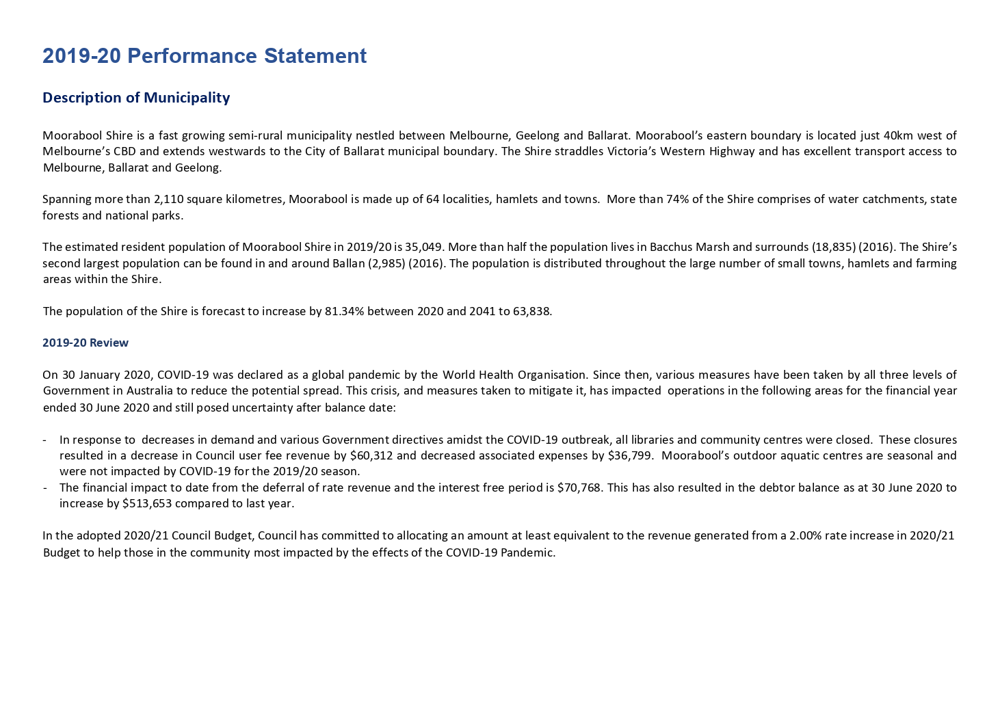 2019-20 Performance Statement
Description of Municipality
Moorabool Shire is a fast growing semi-rural municipality nestled between Melbourne, Geelong and Ballarat. Moorabool’s eastern boundary is located just 40km west of
Melbourne’s CBD and extends westwards to the City of Ballarat municipal boundary. The Shire straddles Victoria’s Western Highway and has excellent transport access to
Melbourne, Ballarat and Geelong.
Spanning more than 2,110 square kilometres, Moorabool is made up of 64 localities, hamlets and towns.  More than 74% of the Shire comprises of water catchments, state
forests and national parks.
The estimated resident population of Moorabool Shire in 2019/20 is 35,049. More than half the population lives in Bacchus Marsh and surrounds (18,835) (2016). The Shire’s
second largest population can be found in and around Ballan (2,985) (2016). The population is distributed throughout the large number of small towns, hamlets and farming
areas within the Shire.
The population of the Shire is forecast to increase by 81.34% between 2020 and 2041 to 63,838.
2019-20 Review
On 30 January 2020, COVID-19 was declared as a global pandemic by the World Health Organisation. Since then, various measures have been taken by all three levels of
Government in Australia to reduce the potential spread. This crisis, and measures taken to mitigate it, has impacted  operations in the following areas for the financial year
ended 30 June 2020 and still posed uncertainty after balance date:
- In response to  decreases in demand and various Government directives amidst the COVID-19 outbreak, all libraries and community centres were closed.  These closures
resulted in a decrease in Council user fee revenue by $60,312 and decreased associated expenses by $36,799.  Moorabool’s outdoor aquatic centres are seasonal and
were not impacted by COVID-19 for the 2019/20 season.
- The financial impact to date from the deferral of rate revenue and the interest free period is $70,768. This has also resulted in the debtor balance as at 30 June 2020 to
increase by $513,653 compared to last year.
In the adopted 2020/21 Council Budget, Council has committed to allocating an amount at least equivalent to the revenue generated from a 2.00% rate increase in 2020/21
Budget to help those in the community most impacted by the effects of the COVID-19 Pandemic.